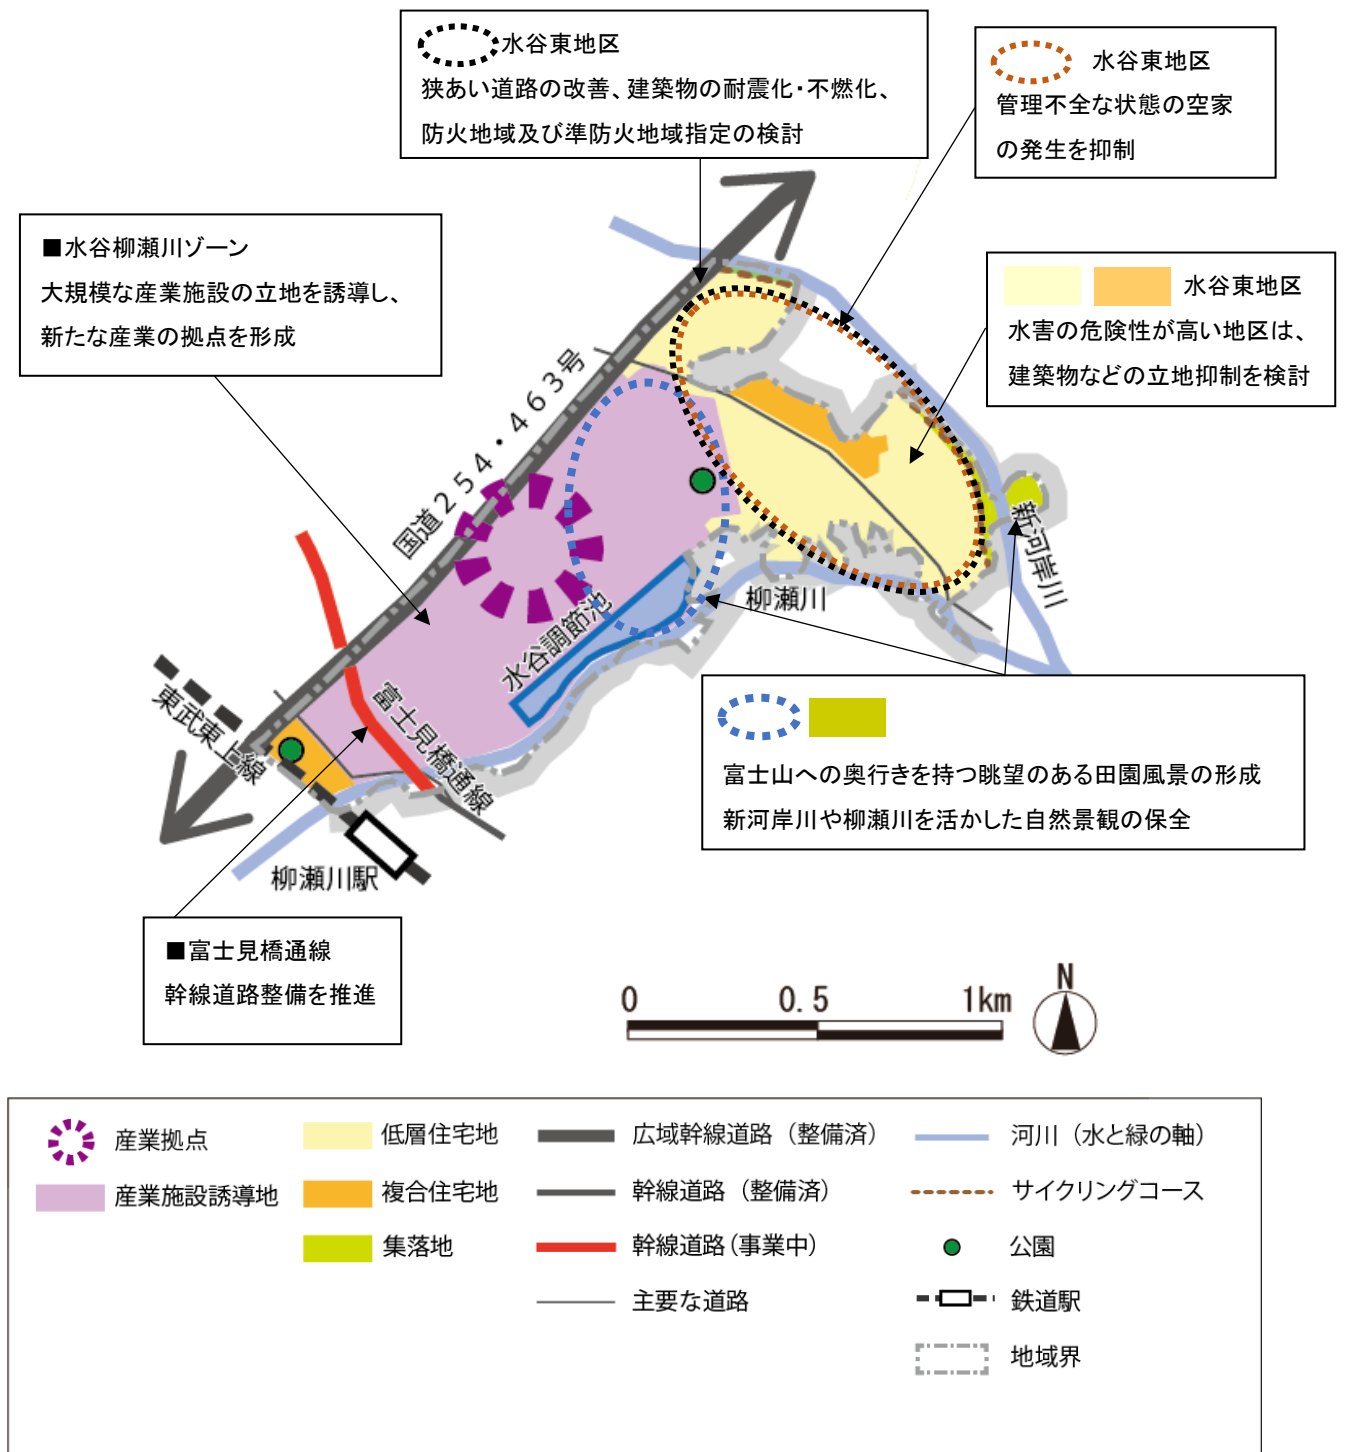 水谷東地区
狭あい道路の改善、建築物の耐震化・不燃化、
防火地域及び準防火地域指定の検討
水谷東地区
管理不全な状態の空家
の発生を抑制
■水谷柳瀬川ゾーン
大規模な産業施設の立地を誘導し、
新たな産業の拠点を形成
水谷東地区
水害の危険性が高い地区は、
建築物などの立地抑制を検討
国道254・463号
新河岸川
柳瀬川
水谷調節池
富士見橋通線
東武東上線
柳瀬川駅
富士山への奥行きを持つ眺望のある田園風景の形成
新河岸川や柳瀬川を活かした自然景観の保全
■富士見橋通線
幹線道路整備を推進
0 0.5 1km
N
産業拠点
産業施設誘導地
低層住宅地
複合住宅地
集落地
広域幹線道路（整備済）
幹線道路（整備済）
幹線道路(事業中)
主要な道路
河川（水と緑の軸）
サイクリングコース
公園
鉄道駅
地域界